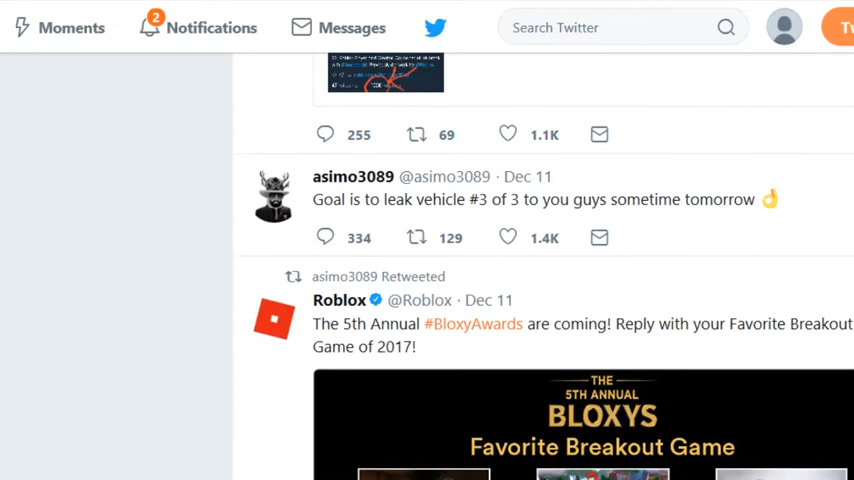 Moments
2
Notifications
Messages
Search Twitter
Tw
255
69
1.1K
asimo3089 @asimo3089 · Dec 11
Goal is to leak vehicle #3 of 3 to you guys sometime tomorrow 👌
334
129
1.4K
asimo3089 Retweeted
Roblox @Roblox · Dec 11
The 5th Annual #BloxyAwards are coming! Reply with your Favorite Breakout
Game of 2017!
THE
5TH ANNUAL
BLOXYS
Favorite Breakout Game